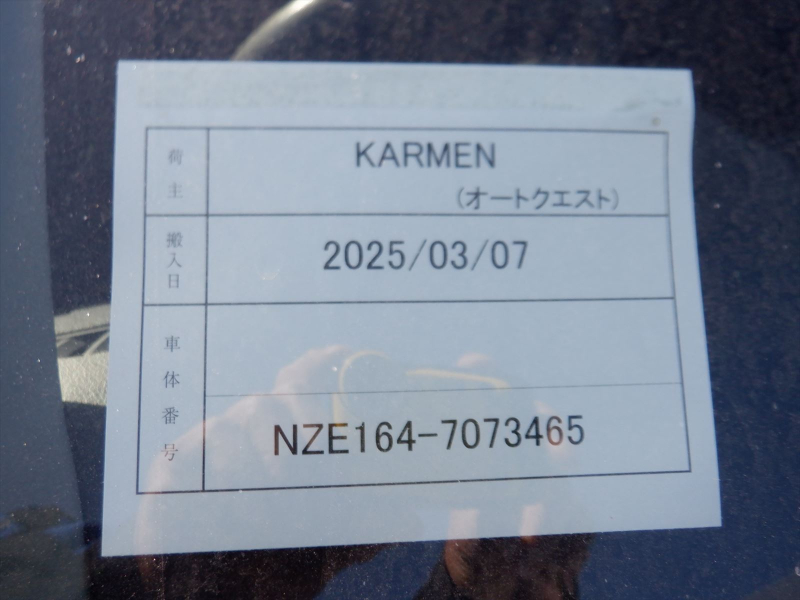 荷主 KARMEN
(オートクエスト)
搬入日 2025/03/07
車体番号 NZE164-7073465